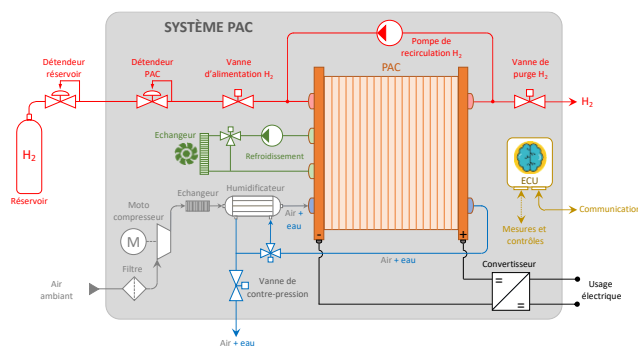 SYSTÈME PAC
Pompe de
recirculation H₂
Détendeur
réservoir
Détendeur
PAC
Vanne
d'alimentation H₂
PAC
Vanne de
purge H₂
H₂
H₂
Réservoir
Echangeur
Refroidissement
ECU
Communication
Mesures et
contrôles
Moto
compresseur
Echangeur
Humidificateur
Air +
eau
M
Filtre
Air
ambiant
Air + eau
Vanne de
contre-pression
Air + eau
-
+
Convertisseur
=
=
Usage
électrique